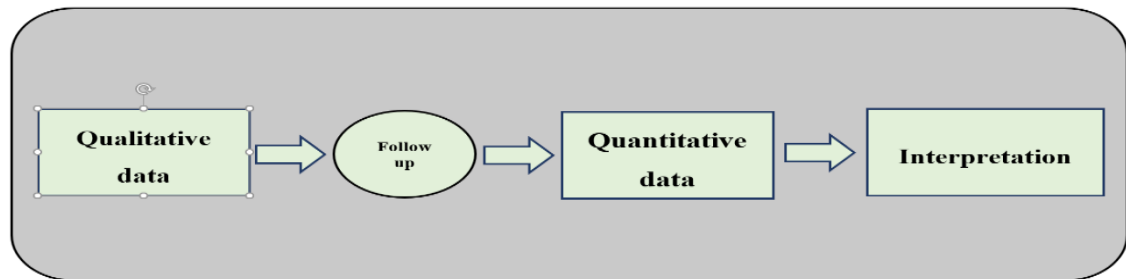 Qualitative
data
Follow
up
Quantitative
data
Interpretation